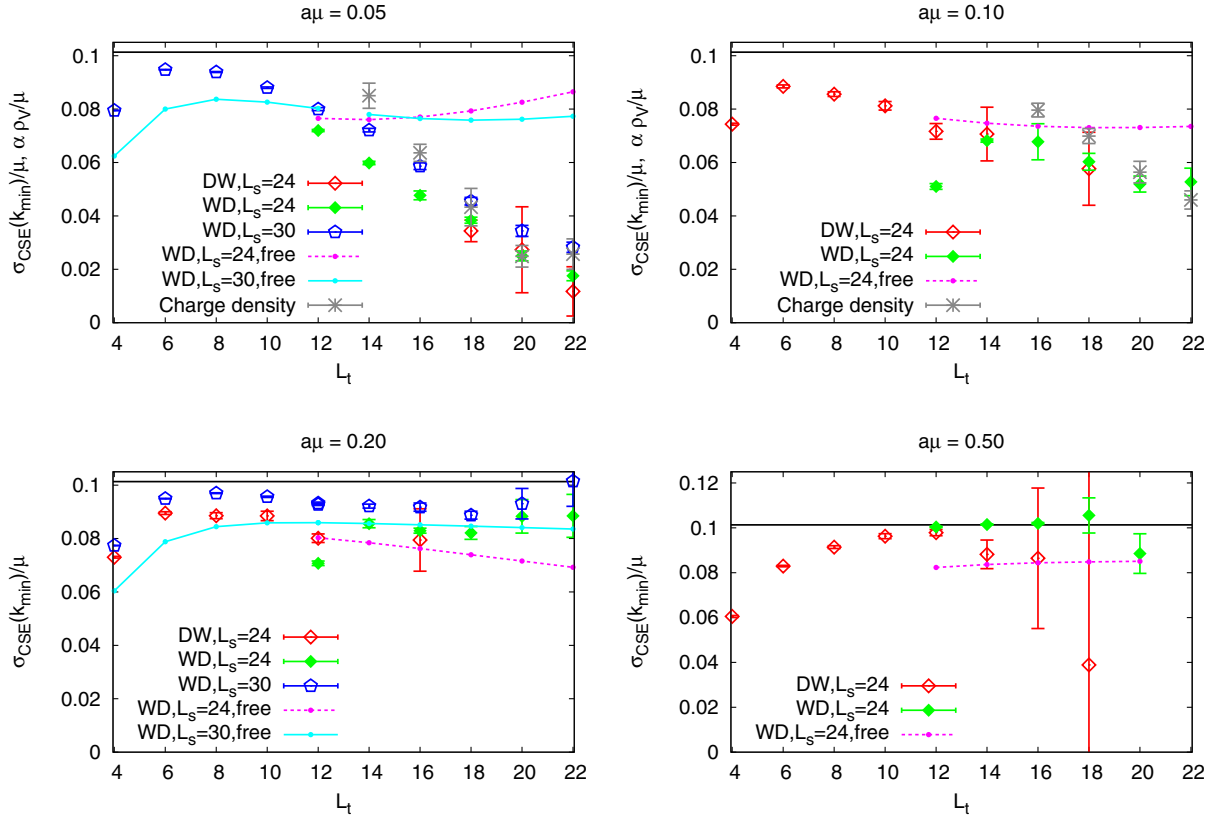 aμ = 0.05
σCSE(kmin)/μ, α ρV/μ
0.1
0.08
0.06
0.04
0.02
0
DW,Ls=24
WD,Ls=24
WD,Ls=30
WD,Ls=24,free
WD,Ls=30,free
Charge density
4 6 8 10 12 14 16 18 20 22
Lt
aμ = 0.10
σCSE(kmin)/μ, α ρV/μ
0.1
0.08
0.06
0.04
0.02
0
DW,Ls=24
WD,Ls=24
WD,Ls=24,free
Charge density
4 6 8 10 12 14 16 18 20 22
Lt
aμ = 0.20
σCSE(kmin)/μ
0.1
0.08
0.06
0.04
0.02
0
DW,Ls=24
WD,Ls=24
WD,Ls=30
WD,Ls=24,free
WD,Ls=30,free
4 6 8 10 12 14 16 18 20 22
Lt
aμ = 0.50
σCSE(kmin)/μ
0.12
0.1
0.08
0.06
0.04
0.02
0
DW,Ls=24
WD,Ls=24
WD,Ls=24,free
4 6 8 10 12 14 16 18 20 22
Lt